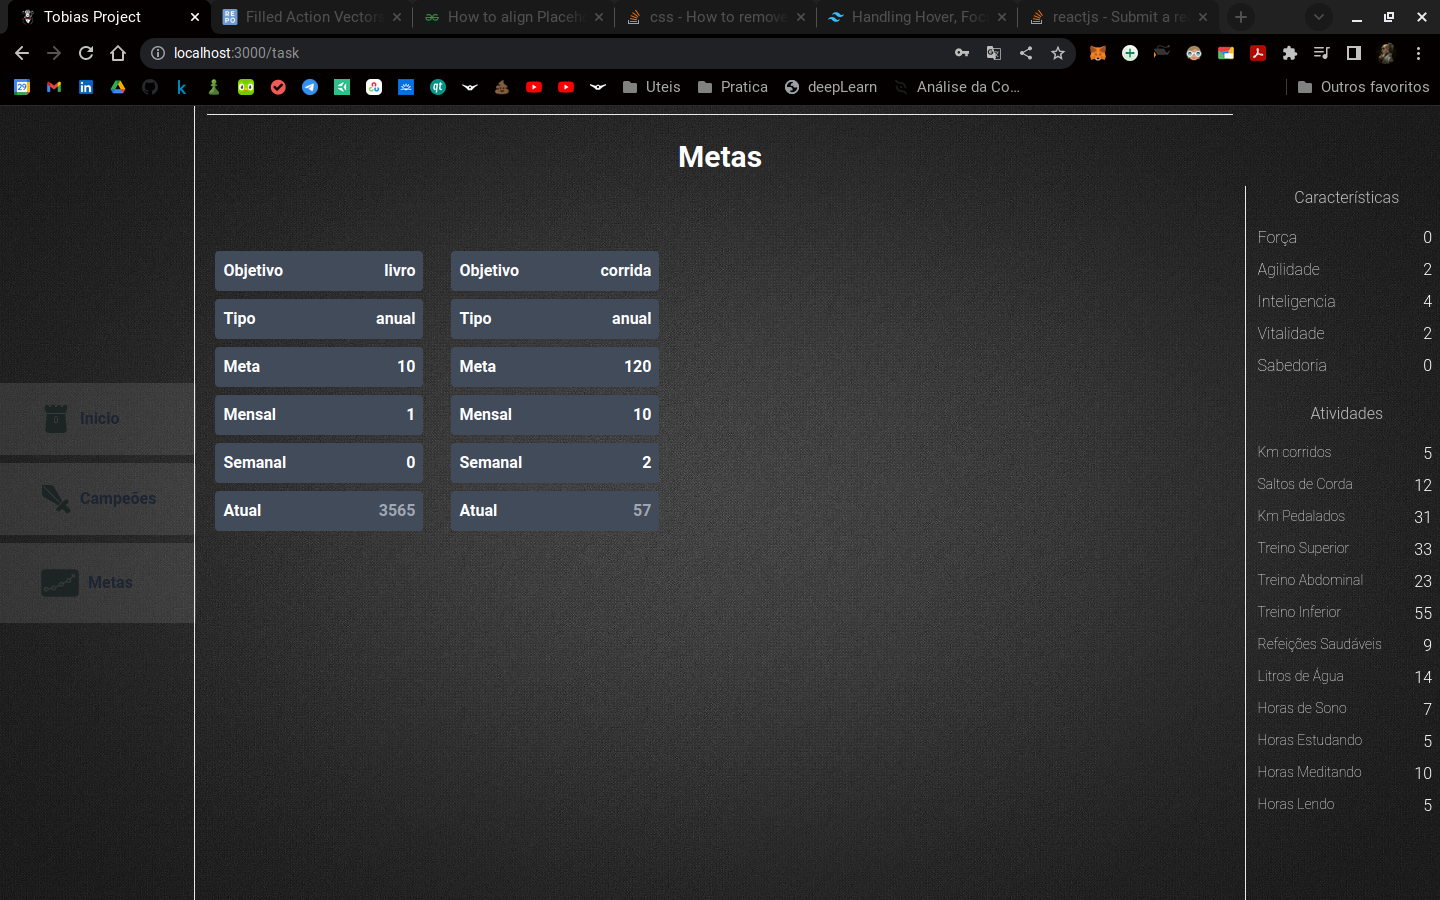 Tobias Project
Filled Action Vectors
How to align Placeh
css - How to remove
Handling Hover, Foc
reactjs - Submit a re
localhost:3000/task
Uteis
Pratica
deepLearn
Análise da Co...
Outros favoritos
Metas
0
Inicio
Campeões
Metas
Objetivo livro
Tipo anual
Meta 10
Mensal 1
Semanal 0
Atual 3565
Objetivo corrida
Tipo anual
Meta 120
Mensal 10
Semanal 2
Atual 57
Características
Força 0
Agilidade 2
Inteligencia 4
Vitalidade 2
Sabedoria 0
Atividades
Km corridos 5
Saltos de Corda 12
Km Pedalados 31
Treino Superior 33
Treino Abdominal 23
Treino Inferior 55
Refeições Saudáveis 9
Litros de Água 14
Horas de Sono 7
Horas Estudando 5
Horas Meditando 10
Horas Lendo 5